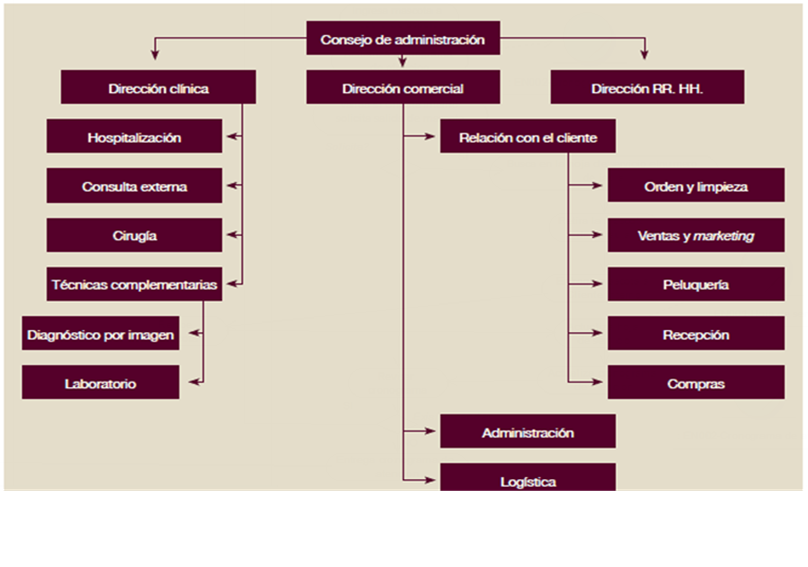 Consejo de administración
Dirección clínica
Dirección comercial
Dirección RR. HH.
Hospitalización
Relación con el cliente
Consulta externa
Orden y limpieza
Cirugía
Ventas y marketing
Técnicas complementarias
Peluquería
Diagnóstico por imagen
Recepción
Laboratorio
Compras
Administración
Logística